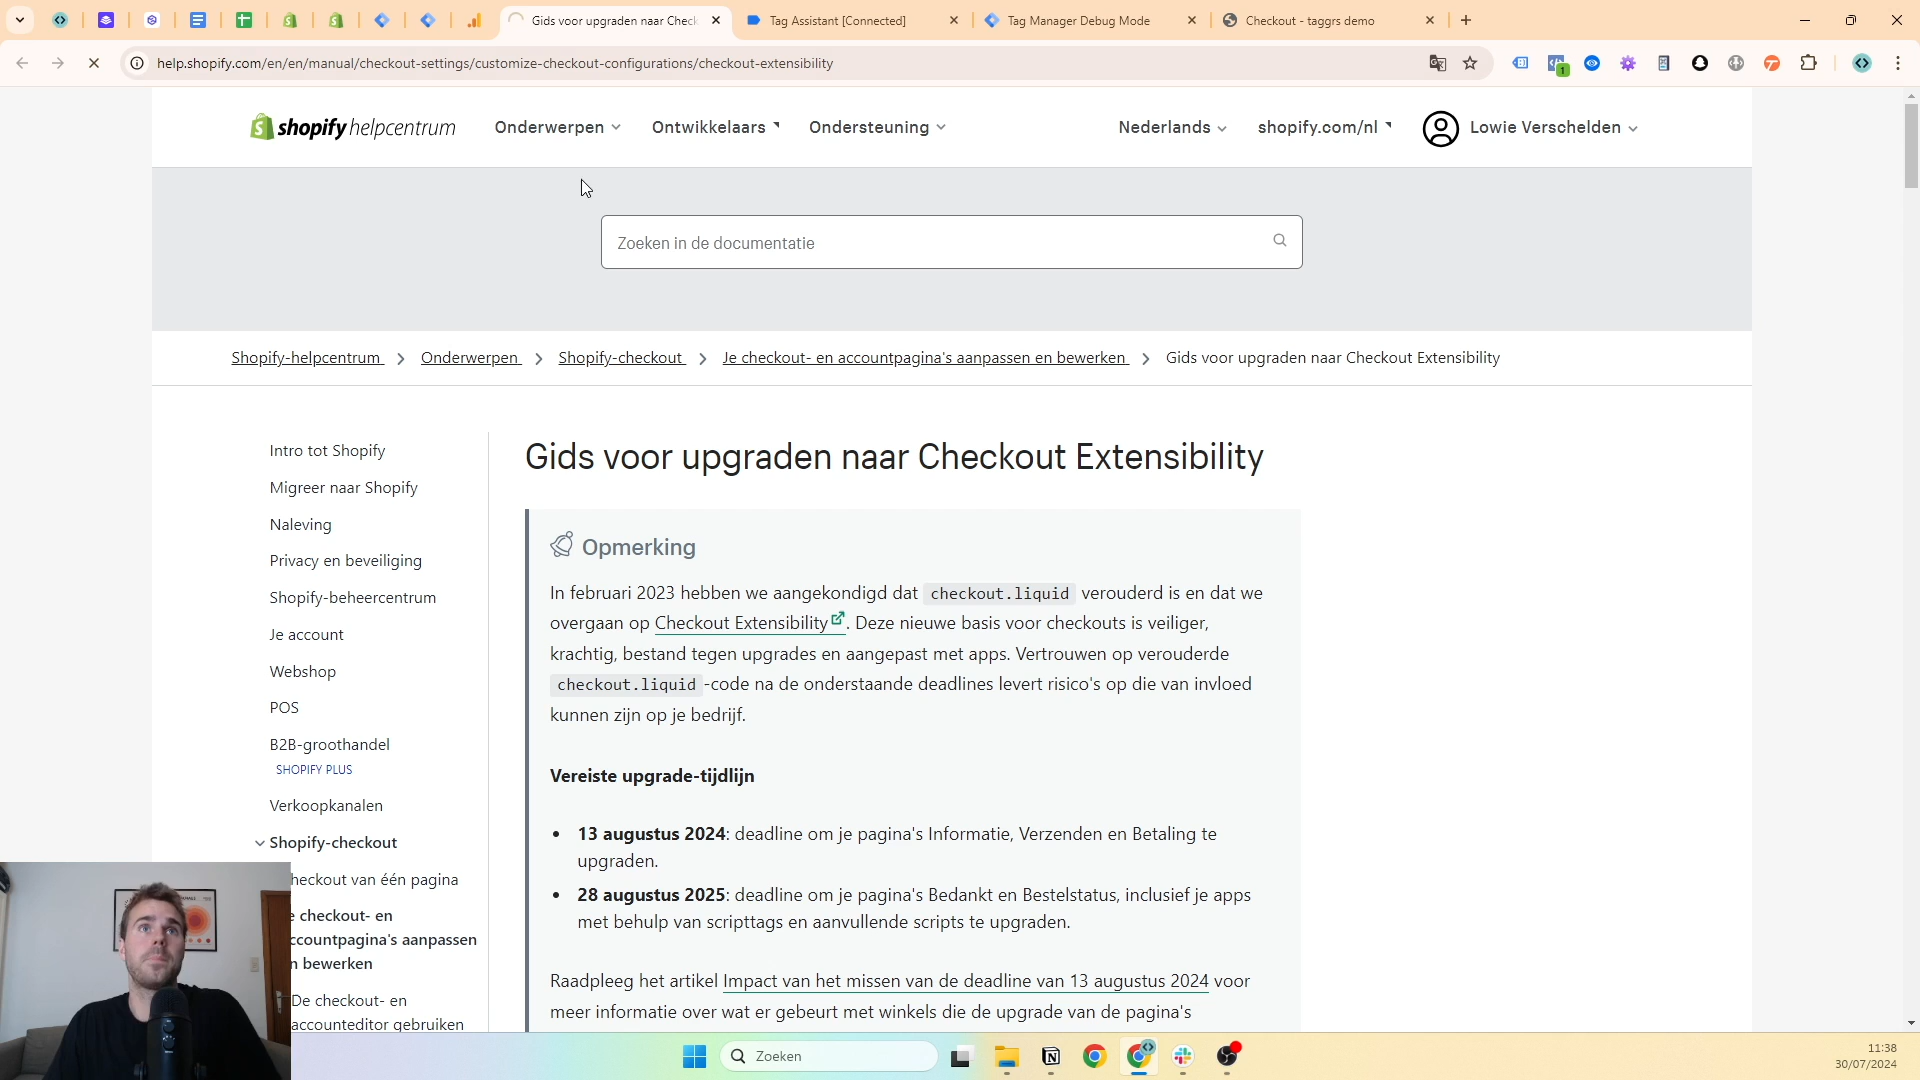 Gids voor upgraden naar Check
Tag Assistant [Connected]
Tag Manager Debug Mode
Checkout - taggrs demo
help.shopify.com/en/en/manual/checkout-settings/customize-checkout-configurations/checkout-extensibility
1
shopify helpcentrum
Onderwerpen
Ontwikkelaars
Ondersteuning
Nederlands
shopify.com/nl
Lowie Verschelden
Zoeken in de documentatie
Shopify-helpcentrum > Onderwerpen > Shopify-checkout > Je checkout- en accountpagina's aanpassen en bewerken > Gids voor upgraden naar Checkout Extensibility
Intro tot Shopify
Migreer naar Shopify
Naleving
Privacy en beveiliging
Shopify-beheercentrum
Je account
Webshop
POS
B2B-groothandel
SHOPIFY PLUS
Verkoopkanalen
Shopify-checkout
heckout van één pagina
e checkout- en
ccountpagina's aanpassen
n bewerken
De checkout- en
accounteditor gebruiken
Gids voor upgraden naar Checkout Extensibility
Opmerking
In februari 2023 hebben we aangekondigd dat checkout.liquid verouderd is en dat we
overgaan op Checkout Extensibility. Deze nieuwe basis voor checkouts is veiliger,
krachtig, bestand tegen upgrades en aangepast met apps. Vertrouwen op verouderde
checkout.liquid -code na de onderstaande deadlines levert risico's op die van invloed
kunnen zijn op je bedrijf.
Vereiste upgrade-tijdlijn
• 13 augustus 2024: deadline om je pagina's Informatie, Verzenden en Betaling te
upgraden.
• 28 augustus 2025: deadline om je pagina's Bedankt en Bestelstatus, inclusief je apps
met behulp van scripttags en aanvullende scripts te upgraden.
Raadpleeg het artikel Impact van het missen van de deadline van 13 augustus 2024 voor
meer informatie over wat er gebeurt met winkels die de upgrade van de pagina's
Zoeken
11:38
30/07/2024